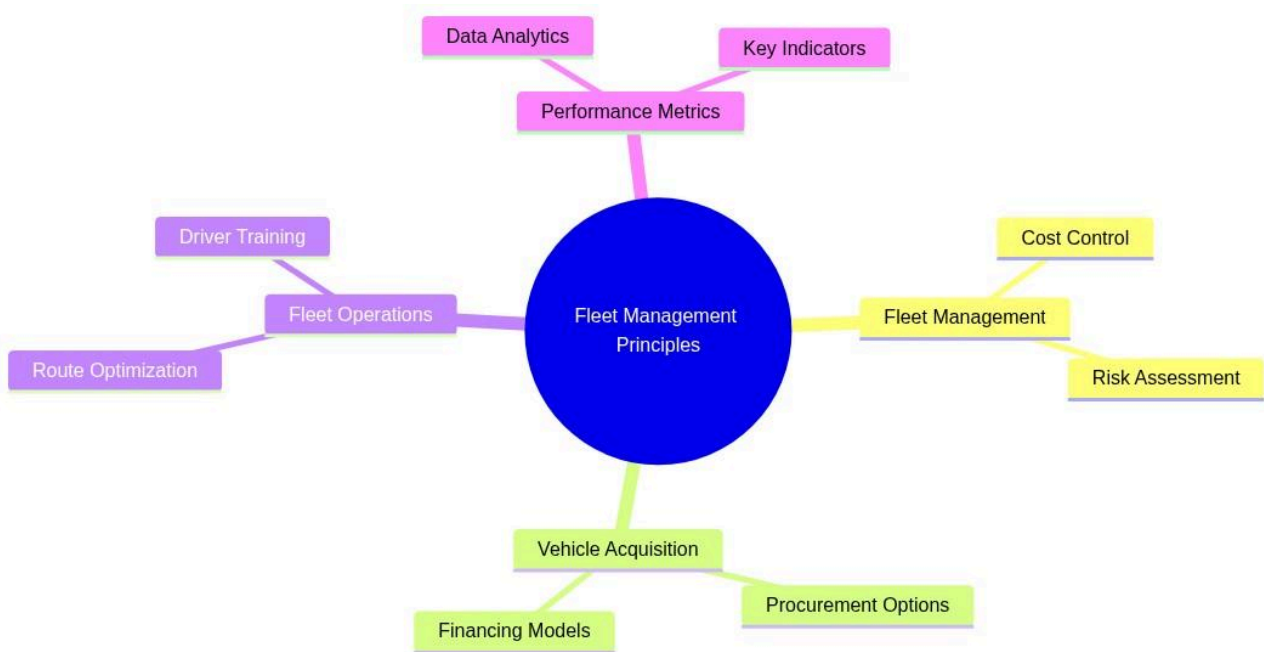 Data Analytics
Key Indicators
Performance Metrics
Driver Training
Cost Control
Fleet Operations
Fleet Management
Principles
Fleet Management
Route Optimization
Risk Assessment
Vehicle Acquisition
Procurement Options
Financing Models